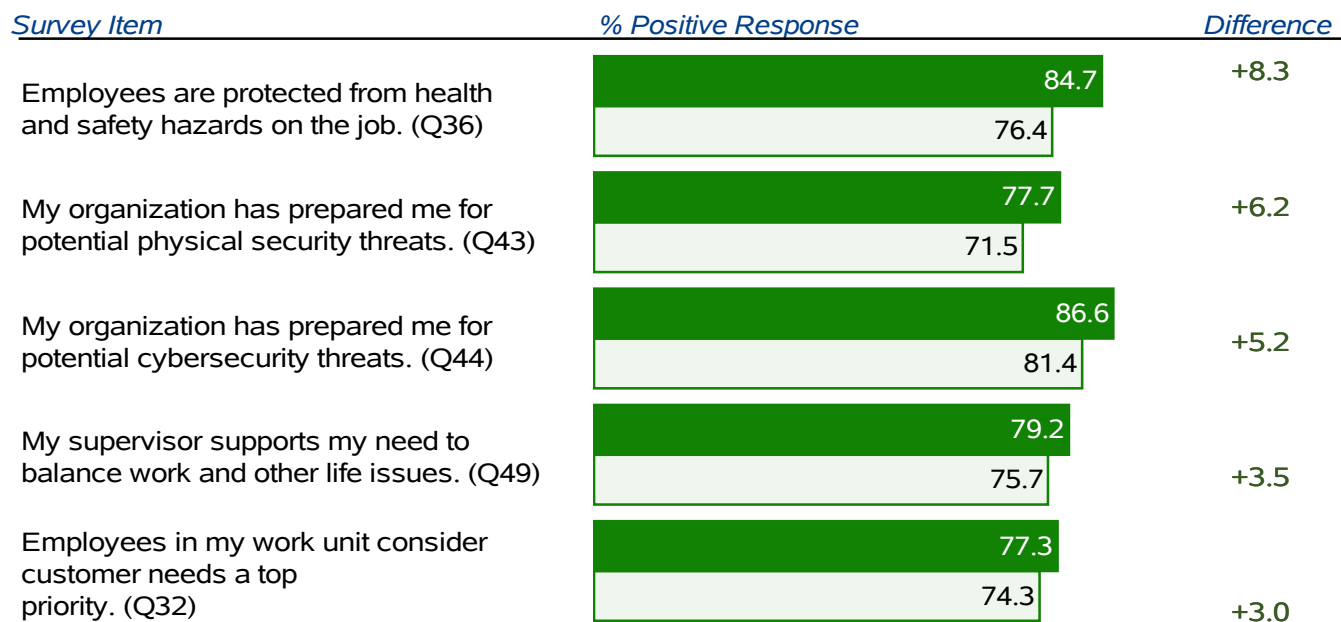 Survey Item % Positive Response Difference
Employees are protected from health
and safety hazards on the job. (Q36)
84.7
76.4
+8.3
My organization has prepared me for
potential physical security threats. (Q43)
77.7
71.5
+6.2
My organization has prepared me for
potential cybersecurity threats. (Q44)
86.6
81.4
+5.2
My supervisor supports my need to
balance work and other life issues. (Q49)
79.2
75.7
+3.5
Employees in my work unit consider
customer needs a top
priority. (Q32)
77.3
74.3
+3.0